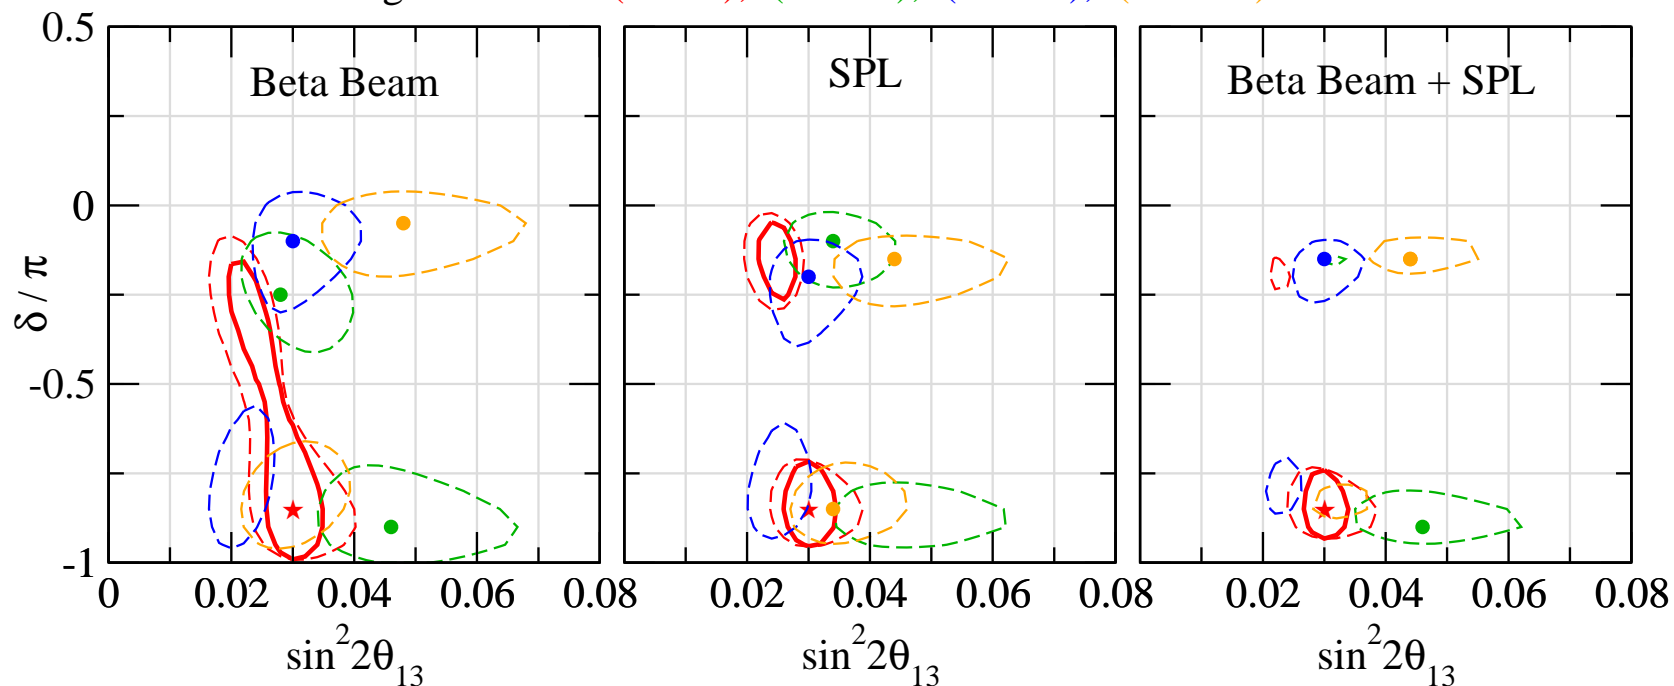 0.5
Beta Beam
SPL
Beta Beam + SPL
0
δ / π
-0.5
-1
0 0.02 0.04 0.06 0.08 0.02 0.04 0.06 0.08 0.02 0.04 0.06 0.08
sin²2θ₁₃ sin²2θ₁₃ sin²2θ₁₃